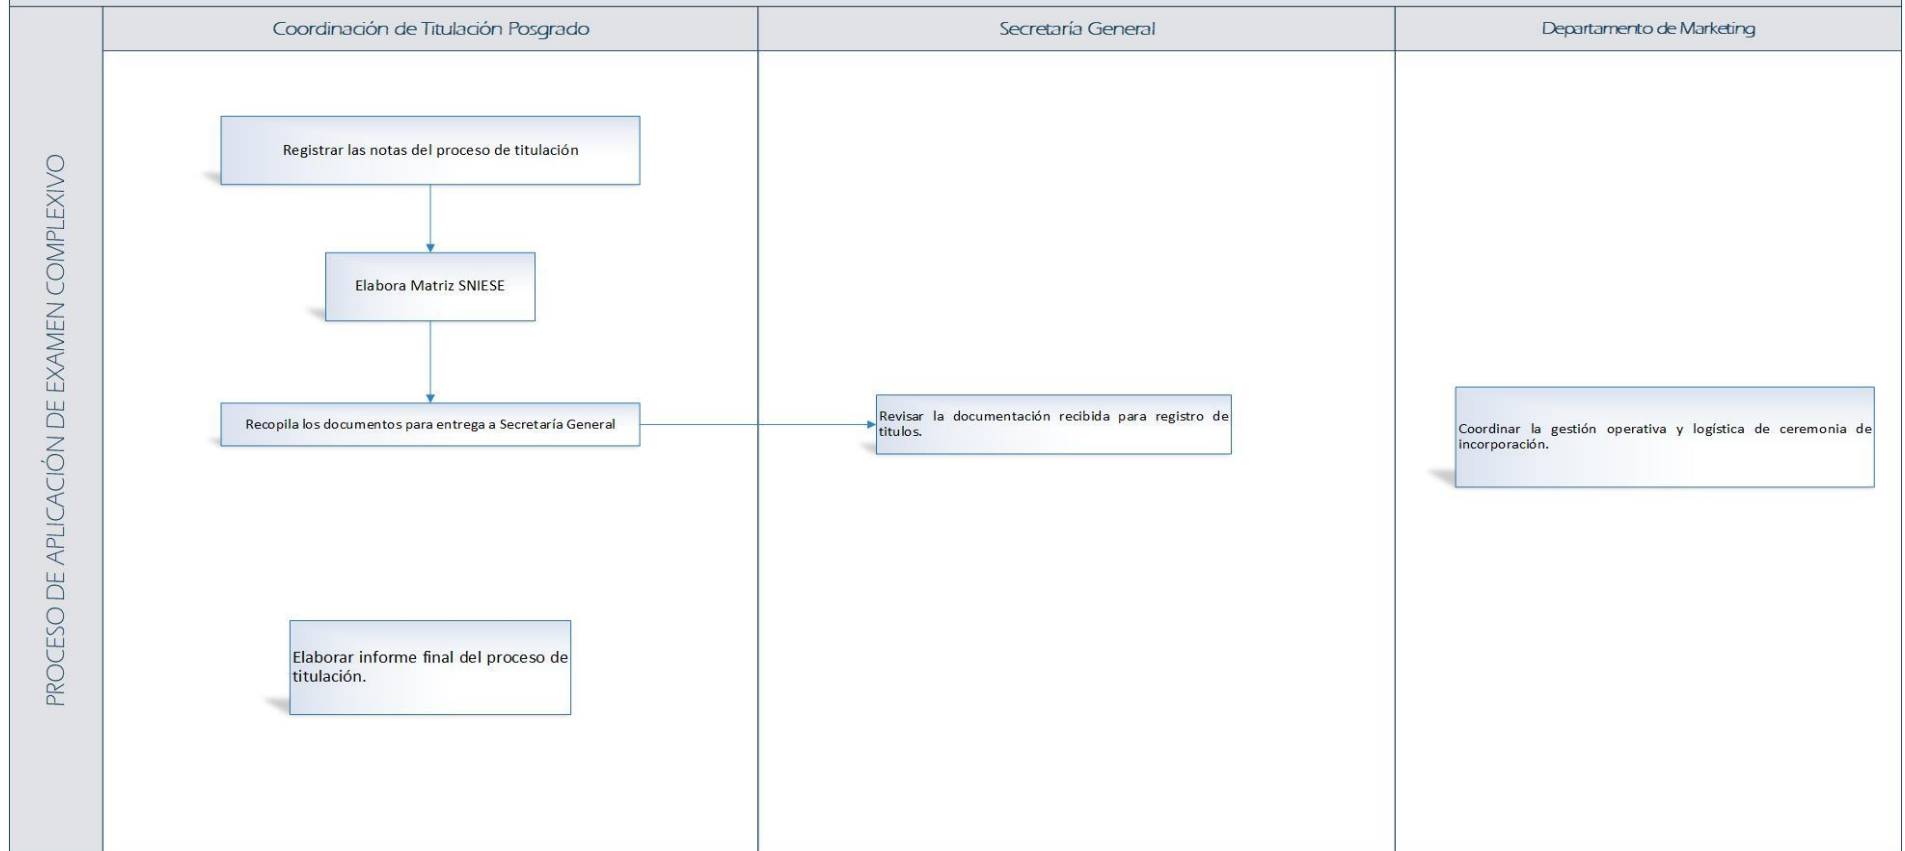 Coordinación de Titulación Posgrado
Secretaría General
Departamento de Marketing
PROCESO DE APLICACIÓN DE EXAMEN COMPLEXIVO
Registrar las notas del proceso de titulación
Elabora Matriz SNIESE
Recopila los documentos para entrega a Secretaría General
Revisar la documentación recibida para registro de
titulos.
Coordinar la gestión operativa y logística de ceremonia de
incorporación.
Elaborar informe final del proceso de
titulación.